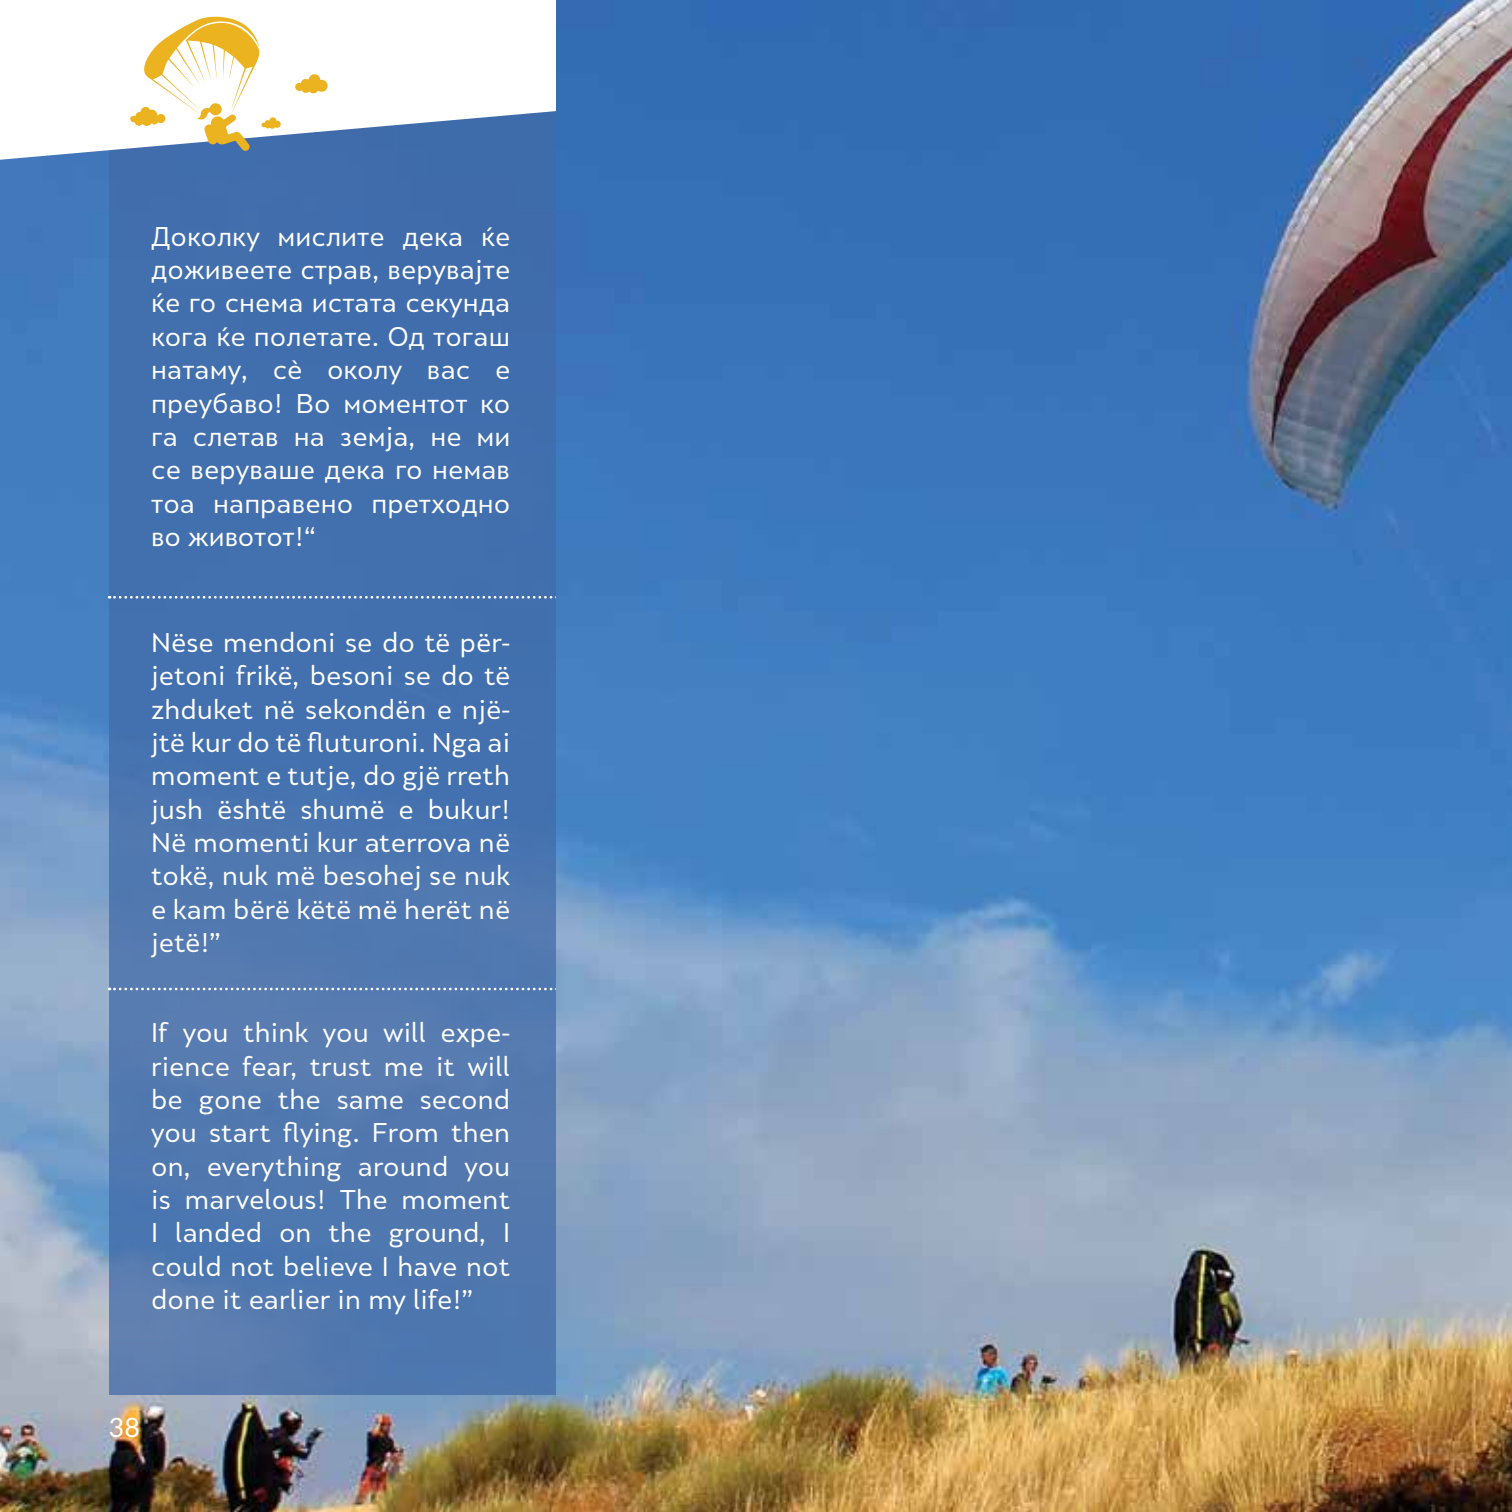 Доколку мислите дека ќе
доживеете страв, верувајте
ќе го снема истата секунда
кога ќе полетате. Од тогаш
натаму, сѐ околу вас е
преубаво! Во моментот ко
га слетав на земја, не ми
се веруваше дека го немав
тоа направено претходно
во животот!“
Nëse mendoni se do të për-
jetoni frikë, besoni se do të
zhduket në sekondën e një-
jtë kur do të fluturoni. Nga ai
moment e tutje, do gjë rreth
jush është shumë e bukur!
Në momenti kur aterrova në
tokë, nuk më besohej se nuk
e kam bërë këtë më herët në
jetë!”
If you think you will expe-
rience fear, trust me it will
be gone the same second
you start flying. From then
on, everything around you
is marvelous! The moment
I landed on the ground, I
could not believe I have not
done it earlier in my life!”
38